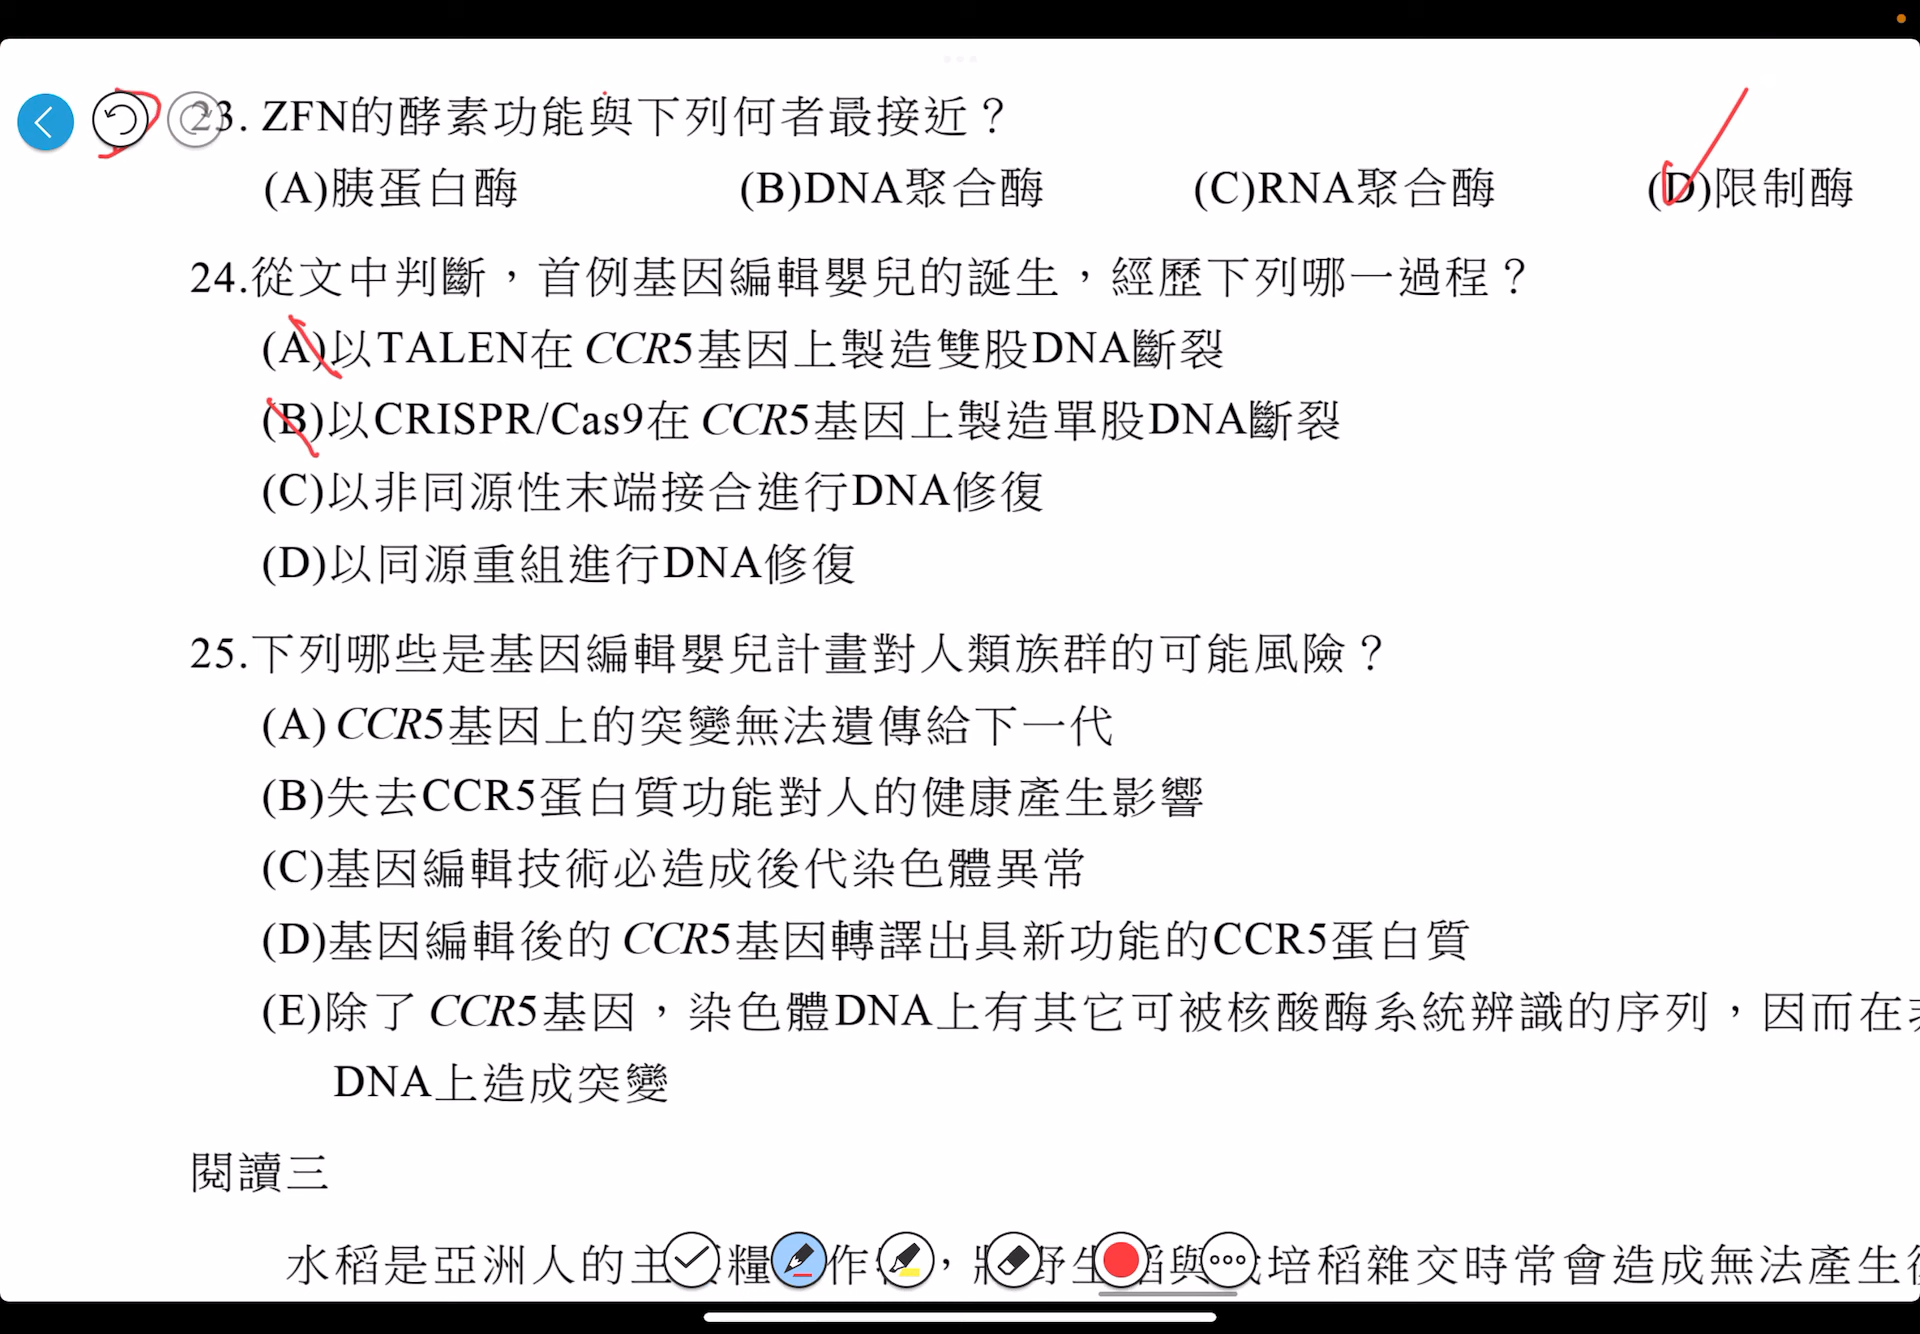 23. ZFN的酵素功能與下列何者最接近？
(A)胰蛋白酶 (B)DNA聚合酶 (C)RNA聚合酶 (D)限制酶
24.從文中判斷，首例基因編輯嬰兒的誕生，經歷下列哪一過程？
(A)以TALEN在CCR5基因上製造雙股DNA斷裂
(B)以CRISPR/Cas9在CCR5基因上製造單股DNA斷裂
(C)以非同源性末端接合進行DNA修復
(D)以同源重組進行DNA修復
25.下列哪些是基因編輯嬰兒計畫對人類族群的可能風險？
(A)CCR5基因上的突變無法遺傳給下一代
(B)失去CCR5蛋白質功能對人的健康產生影響
(C)基因編輯技術必造成後代染色體異常
(D)基因編輯後的CCR5基因轉譯出具新功能的CCR5蛋白質
(E)除了CCR5基因，染色體DNA上有其它可被核酸酶系統辨識的序列，因而在
DNA上造成突變
閱讀三
水稻是亞洲人的主 糧 作 ，野生稻與 培稻雜交時常會造成無法產生